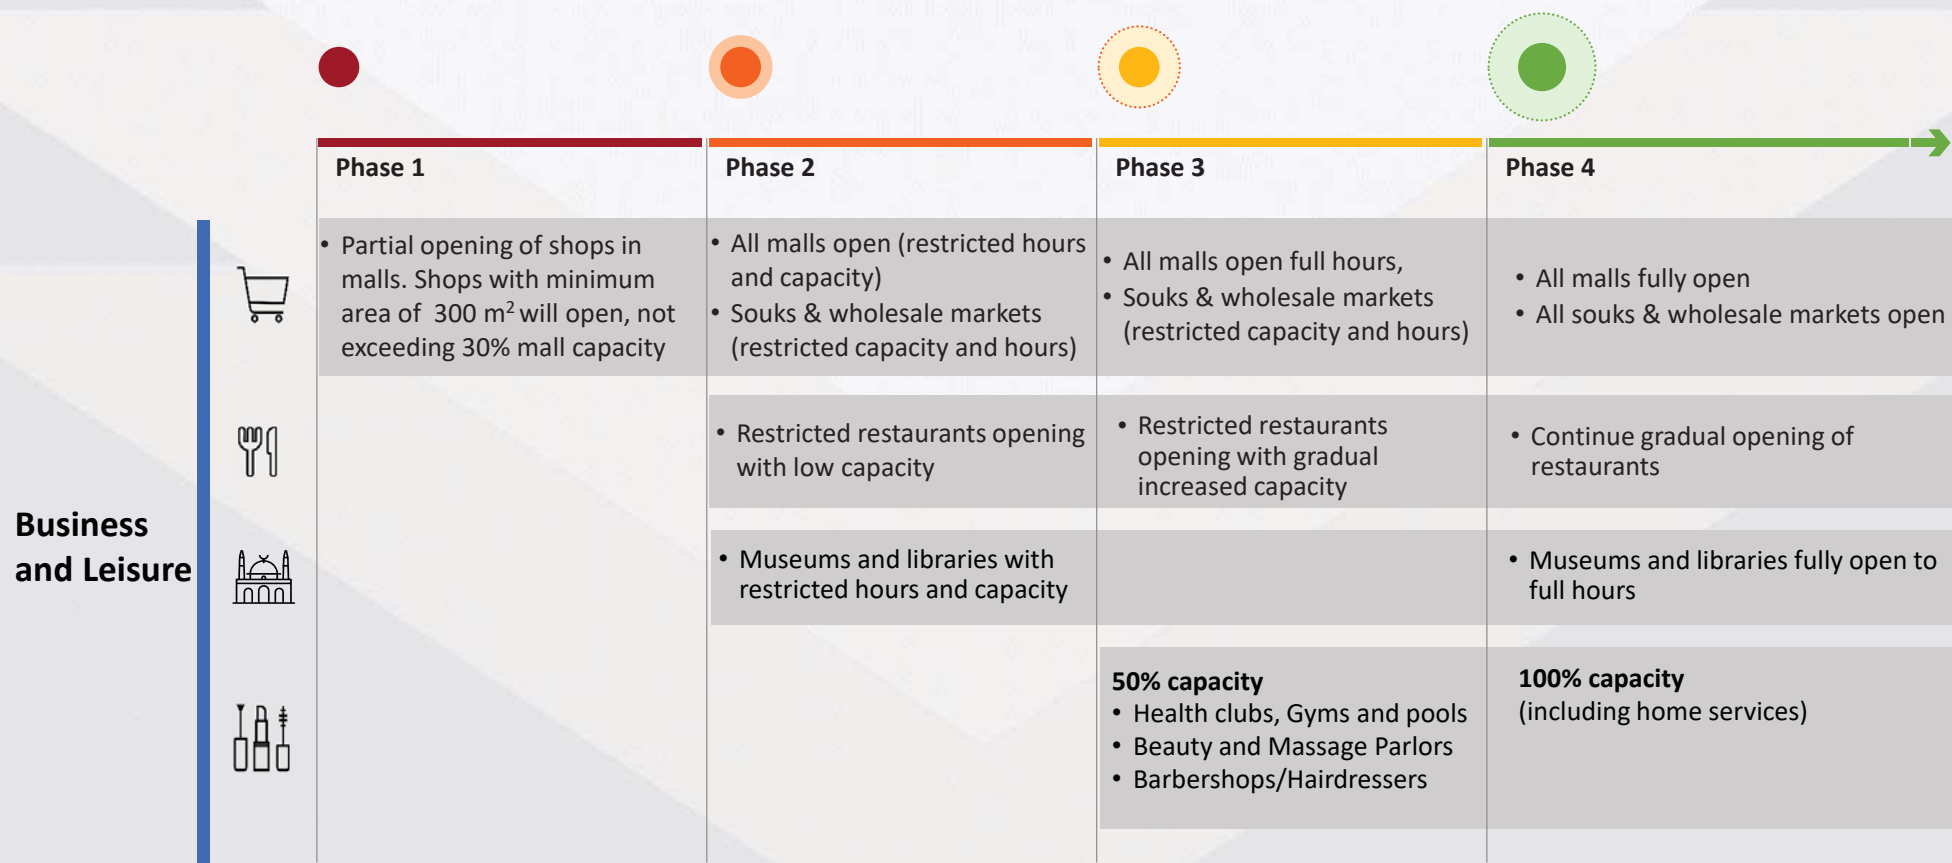 Phase 1
Phase 2
Phase 3
Phase 4
Business
and Leisure
• Partial opening of shops in
malls. Shops with minimum
area of 300 m² will open, not
exceeding 30% mall capacity
• All malls open (restricted hours
and capacity)
• Souks & wholesale markets
(restricted capacity and hours)
• All malls open full hours,
• Souks & wholesale markets
(restricted capacity and hours)
• All malls fully open
• All souks & wholesale markets open
• Restricted restaurants opening
with low capacity
• Restricted restaurants
opening with gradual
increased capacity
• Continue gradual opening of
restaurants
• Museums and libraries with
restricted hours and capacity
• Museums and libraries fully open to
full hours
50% capacity
• Health clubs, Gyms and pools
• Beauty and Massage Parlors
• Barbershops/Hairdressers
100% capacity
(including home services)